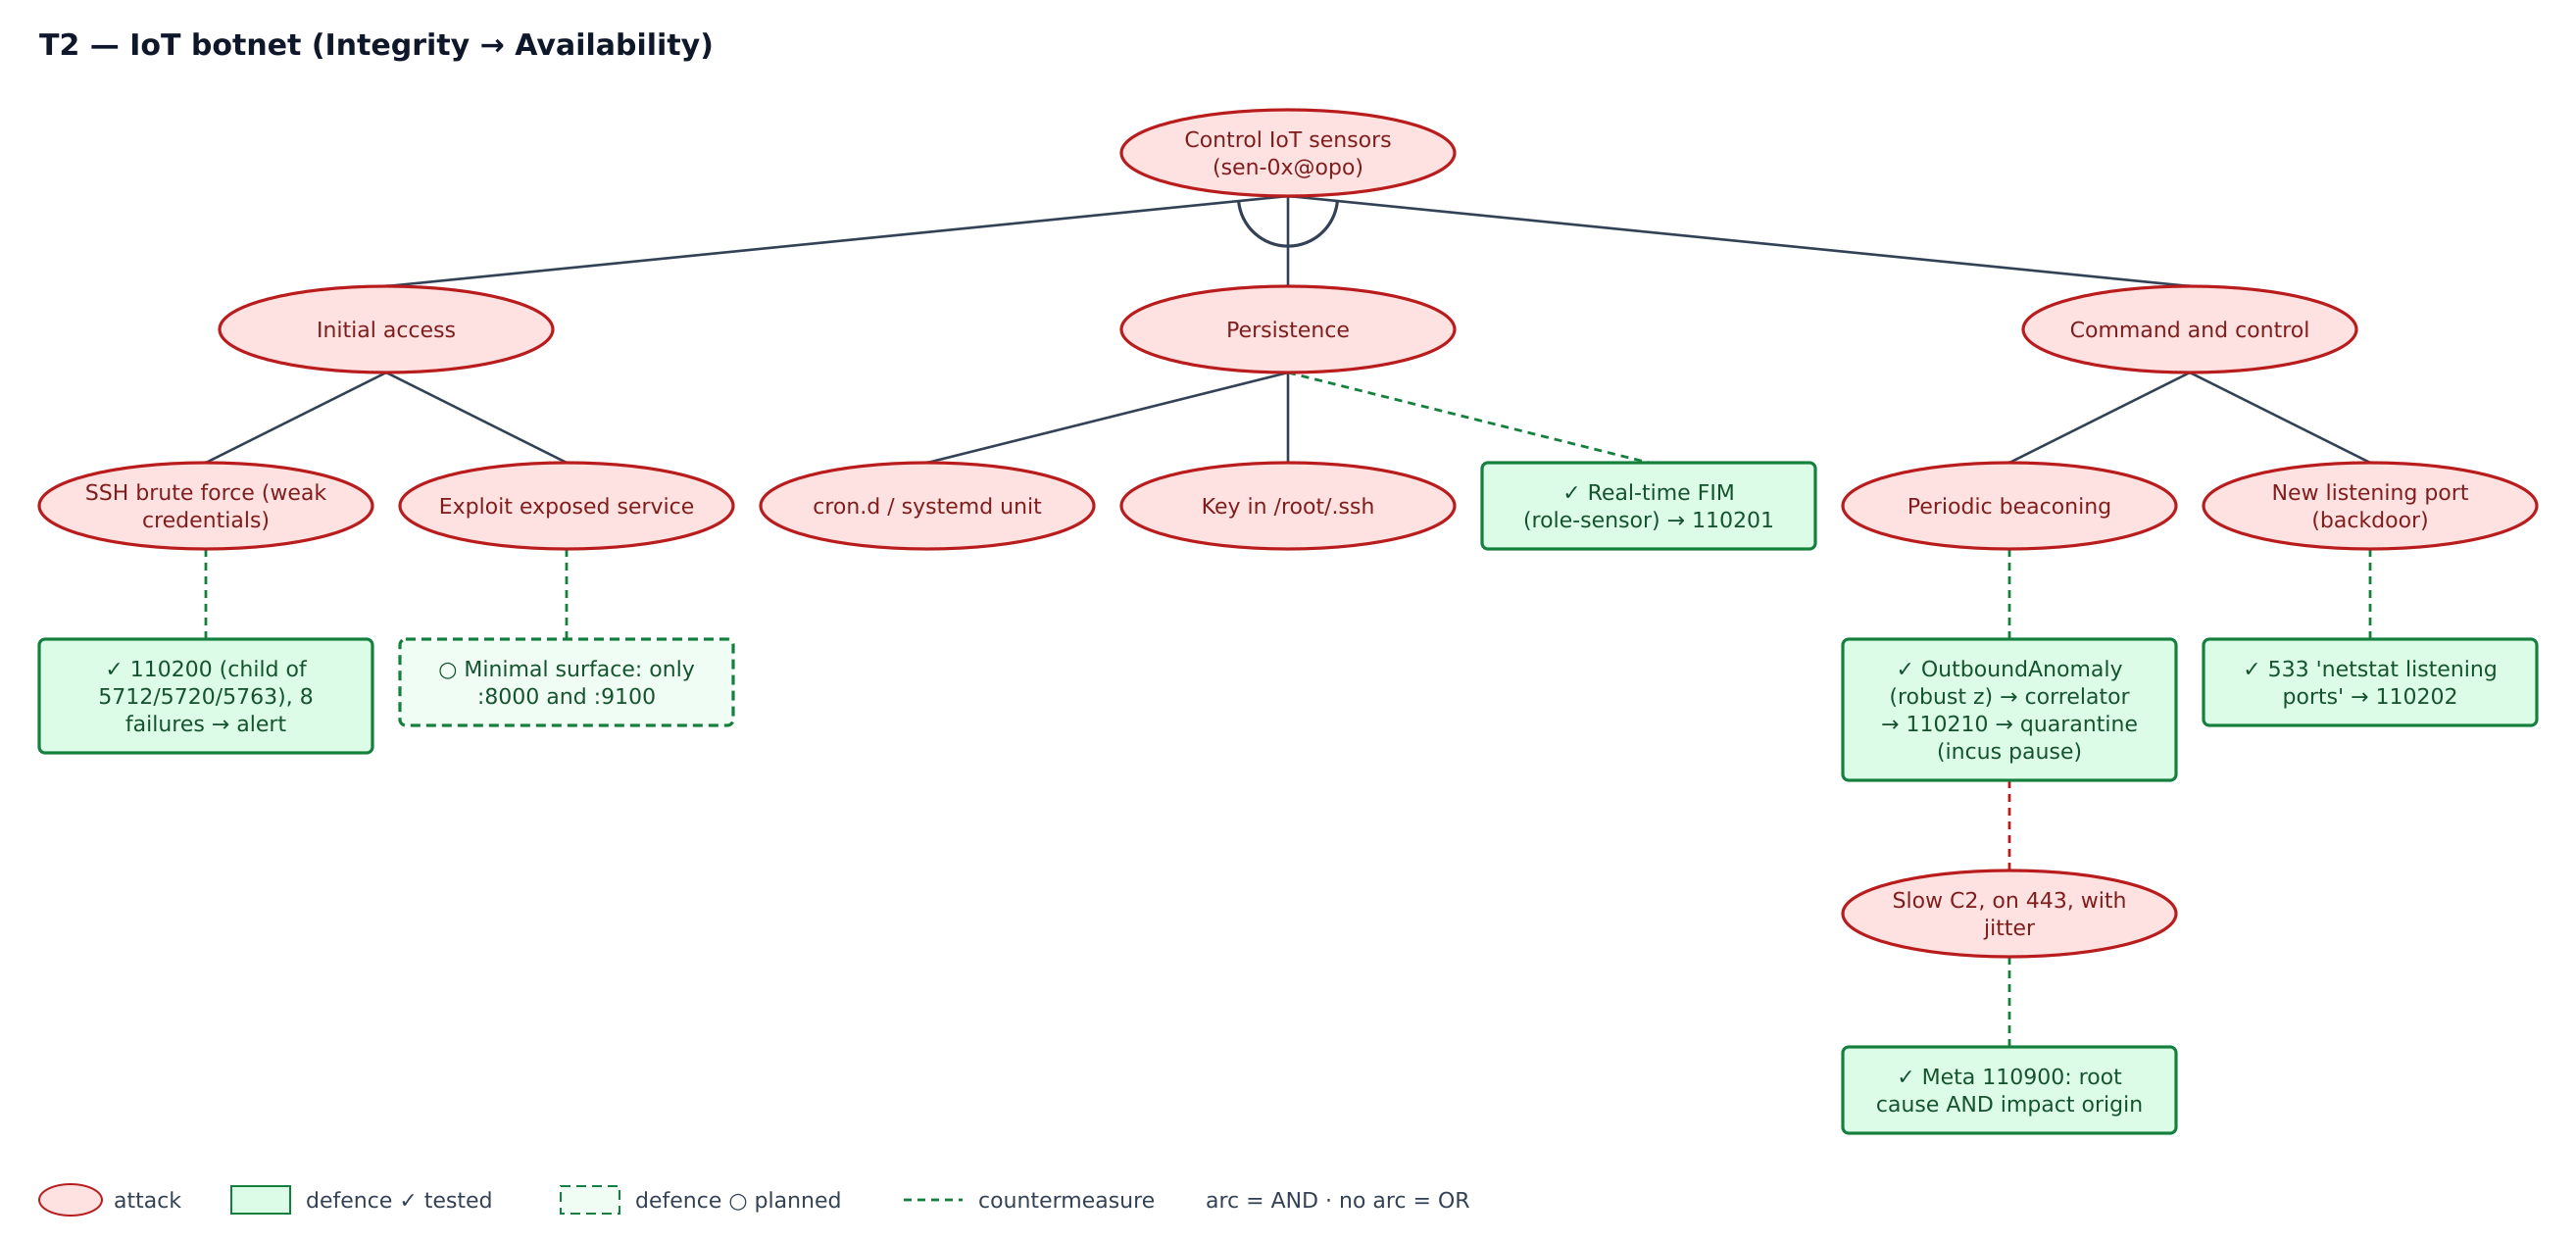 T2 — IoT botnet (Integrity → Availability)
Control IoT sensors
(sen-0x@opo)
Initial access
Persistence
Command and control
SSH brute force (weak
credentials)
Exploit exposed service
cron.d / systemd unit
Key in /root/.ssh
✓ Real-time FIM
(role-sensor) → 110201
Periodic beaconing
New listening port
(backdoor)
✓ 110200 (child of
5712/5720/5763), 8
failures → alert
○ Minimal surface: only
:8000 and :9100
✓ OutboundAnomaly
(robust z) → correlator
→ 110210 → quarantine
(incus pause)
✓ 533 'netstat listening
ports' → 110202
Slow C2, on 443, with
jitter
✓ Meta 110900: root
cause AND impact origin
attack
defence ✓ tested
defence ○ planned
countermeasure
arc = AND · no arc = OR